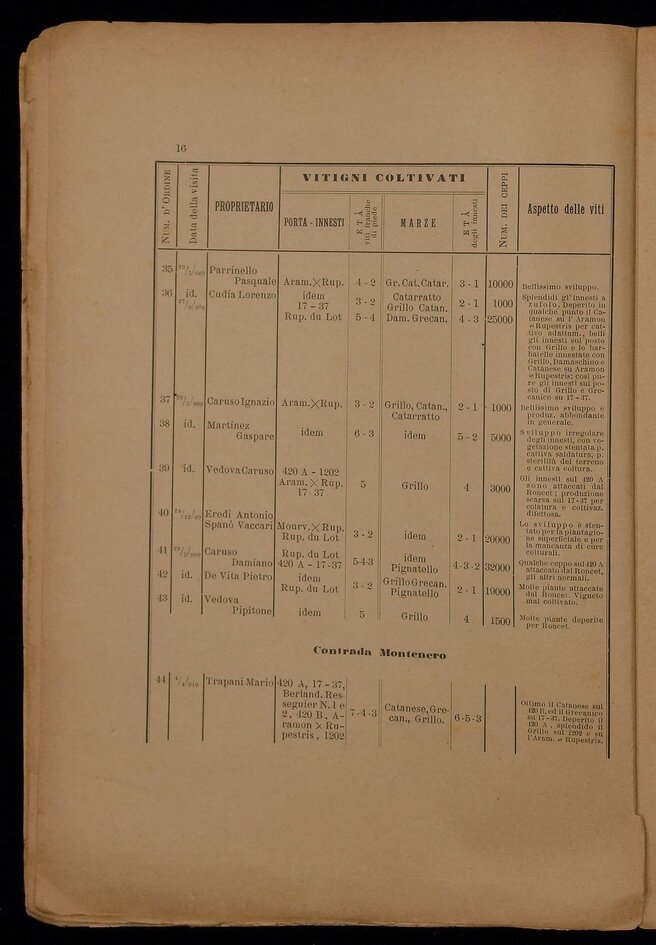 16
NUM. D' ORDINE
Data della visita
PROPRIETARIO
VITIGNI COLTIVATI
PORTA - INNESTI
ETÀ viti franche di piede
MARZE
ETÀ degli innesti
NUM. DEI CEPPI
Aspetto delle viti
35 Parrinello
Pasquale Aram.×Rup. 4 - 2 Gr. Cat. Catar. 3 - 1 10000 Bellissimo sviluppo.
36 id. Cudia Lorenzo idem 3 - 2 Catarratto 2 - 1 1000 Splendidi gl' innesti a
17 - 37 Grillo Catan. zufolo. Deperito in
Rup. du Lot 5 - 4 Dam. Grecan. 4 - 3 25000 qualche punto il Ca-
tanese su l' Aramon
×Rupestris per cat-
tivo adattam., belli
gli innesti sul posto
con Grillo e le bar-
batelle innestate con
Grillo, Damaschino e
Catanese su Aramon
×Rupestris; così pu-
re gli innesti sul po-
sto di Grillo e Gre-
canico su 17 - 37.
37 Caruso Ignazio Aram.×Rup. 3 - 2 Grillo, Catan., 2 - 1 1000 Bellissimo sviluppo e
Catarratto produz. abbondante
in generale.
38 id. Martinez
Gaspare idem 6 - 3 idem 5 - 2 5000 Sviluppo irregolare
degli innesti, con ve-
getazione stentata p.
cattiva saldatura, p.
sterilità del terreno
e cattiva coltura.
39 id. Vedova Caruso 420 A - 1202
Aram. × Rup. 5 Grillo 4 3000 Gli innesti sul 420 A
17 - 37 sono attaccati dal
Roncet; produzione
scarsa sul 17-37 per
colatura e coltivaz.
difettosa.
40 Eredi Antonio
Spanò Vaccari Mourv.×Rup. 3 - 2 idem 2 - 1 20000 Lo sviluppo è sten-
Rup. du Lot tato per la piantagio-
ne superficiale e per
la mancanza di cure
colturali.
41 Caruso Rup. du Lot idem
Damiano 420 A - 17-37 5-4-3 Pignatello 4-3-2 32000 Qualche ceppo sul 420 A
attaccato dal Roncet,
gli altri normali.
42 id. De Vita Pietro idem 3 - 2 Grillo Grecan. 2 - 1 19000 Molte piante attaccate
Rup. du Lot Pignatello dal Roncet. Vigneto
mal coltivato.
43 id. Vedova
Pipitone idem 5 Grillo 4 1500 Molte piante deperite
per Roncet.
Contrada Montenero
44 Trapani Mario 420 A, 17 - 37,
Berland. Res-
seguier N. 1 e
2, 420 B, A- 7-4-3 Catanese, Gre- 6-5-3 Ottimo il Catanese sul
ramon × Ru- can., Grillo. 420 B, ed il Grecanico
pestris, 1202 su 17-37. Deperito il
420 A, splendido il
Grillo sul 1202 e su
l'Aram. × Rupestris.